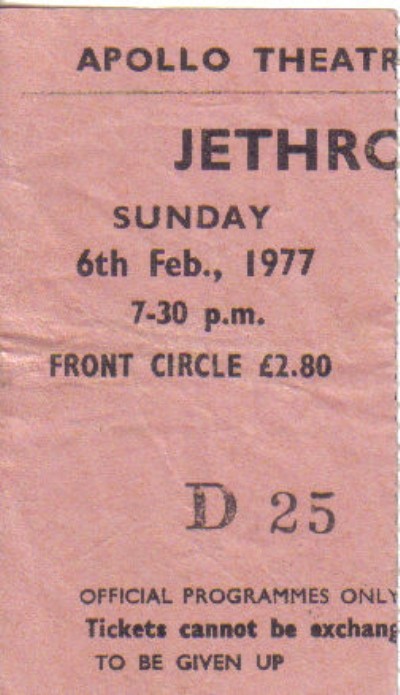 APOLLO THEATR
JETHRO
SUNDAY
6th Feb., 1977
7-30 p.m.
FRONT CIRCLE £2.80
D 25
OFFICIAL PROGRAMMES ONLY
Tickets cannot be exchang
TO BE GIVEN UP